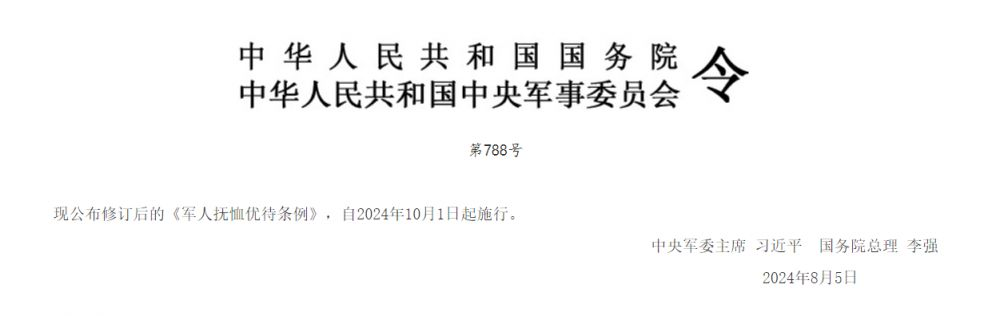 中华人民共和国国务院
中华人民共和国中央军事委员会 令
第788号
现公布修订后的《军人抚恤优待条例》，自2024年10月1日起施行。
中央军委主席 习近平 国务院总理 李强
2024年8月5日